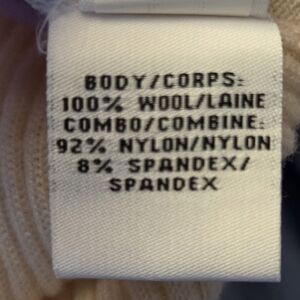 BODY/CORPS:
100% WOOL/LAINE
COMBO/COMBINE:
92% NYLON/NYLON
8% SPANDEX/
SPANDEX